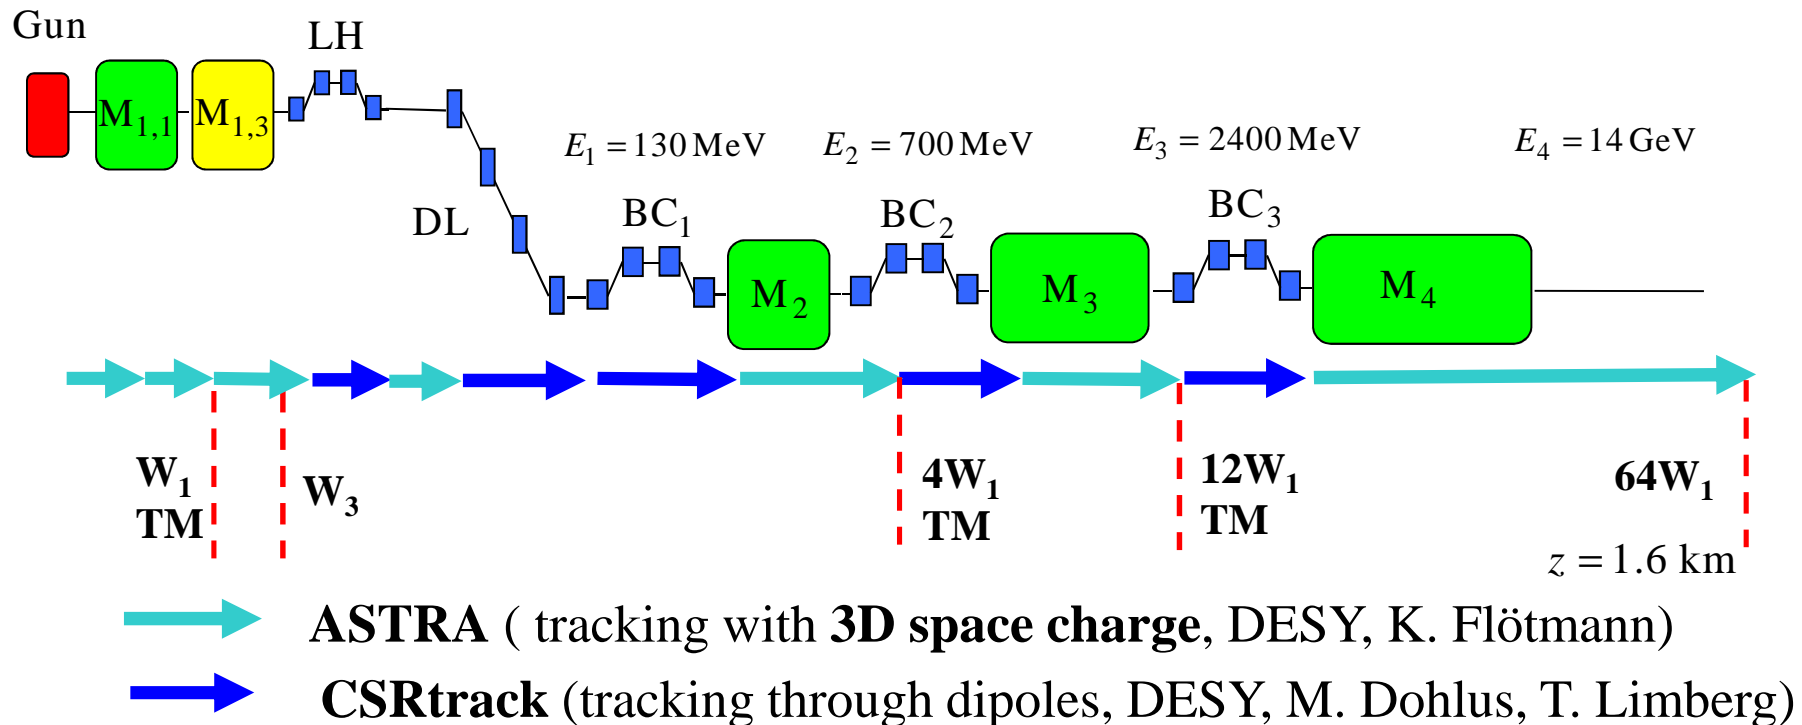 Gun
LH
M1,1
M1,3
E1 = 130 MeV
E2 = 700 MeV
E3 = 2400 MeV
E4 = 14 GeV
DL
BC1
BC2
BC3
M2
M3
M4
W1
TM
W3
4W1
TM
12W1
TM
64W1
z = 1.6 km
ASTRA ( tracking with 3D space charge, DESY, K. Flötmann)
CSRtrack (tracking through dipoles, DESY, M. Dohlus, T. Limberg)